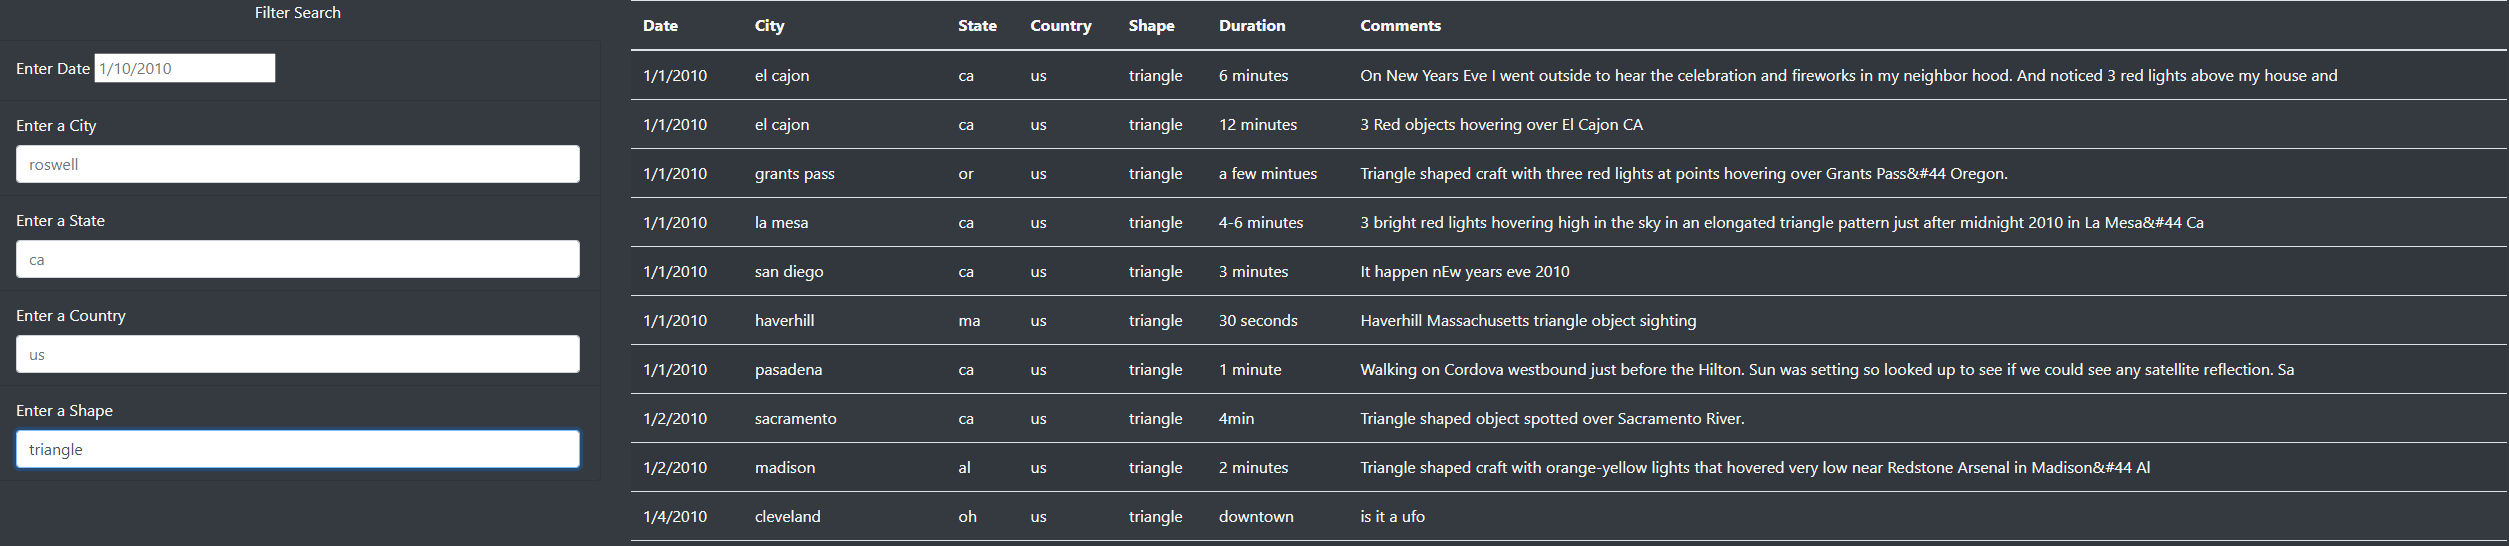 Filter Search
Enter Date 1/10/2010
Enter a City
roswell
Enter a State
ca
Enter a Country
us
Enter a Shape
triangle
Date City State Country Shape Duration Comments
1/1/2010 el cajon ca us triangle 6 minutes On New Years Eve I went outside to hear the celebration and fireworks in my neighbor hood. And noticed 3 red lights above my house and
1/1/2010 el cajon ca us triangle 12 minutes 3 Red objects hovering over El Cajon CA
1/1/2010 grants pass or us triangle a few mintues Triangle shaped craft with three red lights at points hovering over Grants Pass&#44 Oregon.
1/1/2010 la mesa ca us triangle 4-6 minutes 3 bright red lights hovering high in the sky in an elongated triangle pattern just after midnight 2010 in La Mesa&#44 Ca
1/1/2010 san diego ca us triangle 3 minutes It happen nEw years eve 2010
1/1/2010 haverhill ma us triangle 30 seconds Haverhill Massachusetts triangle object sighting
1/1/2010 pasadena ca us triangle 1 minute Walking on Cordova westbound just before the Hilton. Sun was setting so looked up to see if we could see any satellite reflection. Sa
1/2/2010 sacramento ca us triangle 4min Triangle shaped object spotted over Sacramento River.
1/2/2010 madison al us triangle 2 minutes Triangle shaped craft with orange-yellow lights that hovered very low near Redstone Arsenal in Madison&#44 Al
1/4/2010 cleveland oh us triangle downtown is it a ufo